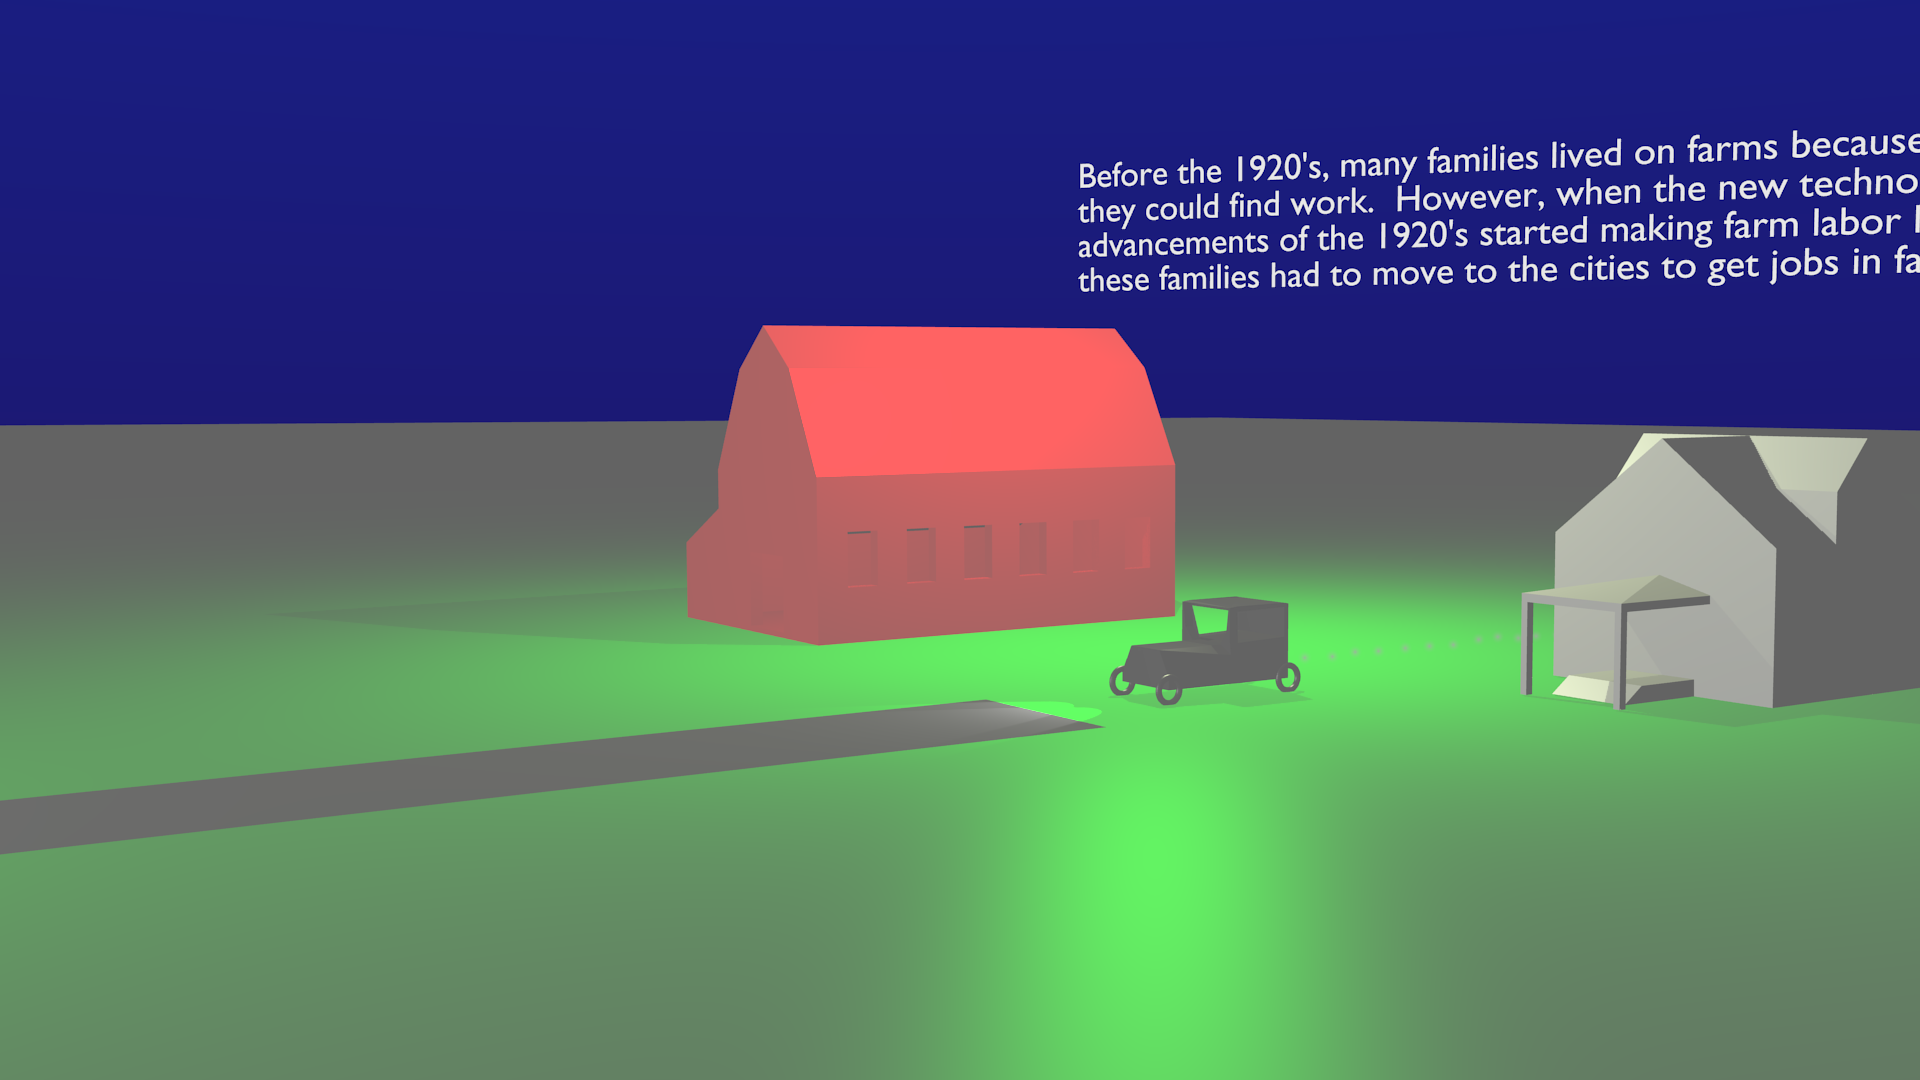 Before the 1920's, many families lived on farms because
they could find work.  However, when the new techno
advancements of the 1920's started making farm labor
these families had to move to the cities to get jobs in fa